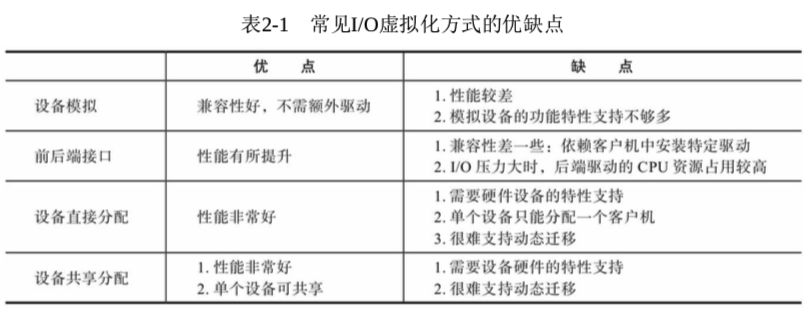 表2-1 常见I/O虚拟化方式的优缺点
优 点 缺 点
设备模拟 兼容性好，不需额外驱动 1. 性能较差
2. 模拟设备的功能特性支持不够多
前后端接口 性能有所提升 1. 兼容性差一些：依赖客户机中安装特定驱动
2. I/O 压力大时，后端驱动的 CPU 资源占用较高
设备直接分配 性能非常好 1. 需要硬件设备的特性支持
2. 单个设备只能分配一个客户机
3. 很难支持动态迁移
设备共享分配 1. 性能非常好 1. 需要设备硬件的特性支持
2. 单个设备可共享 2. 很难支持动态迁移